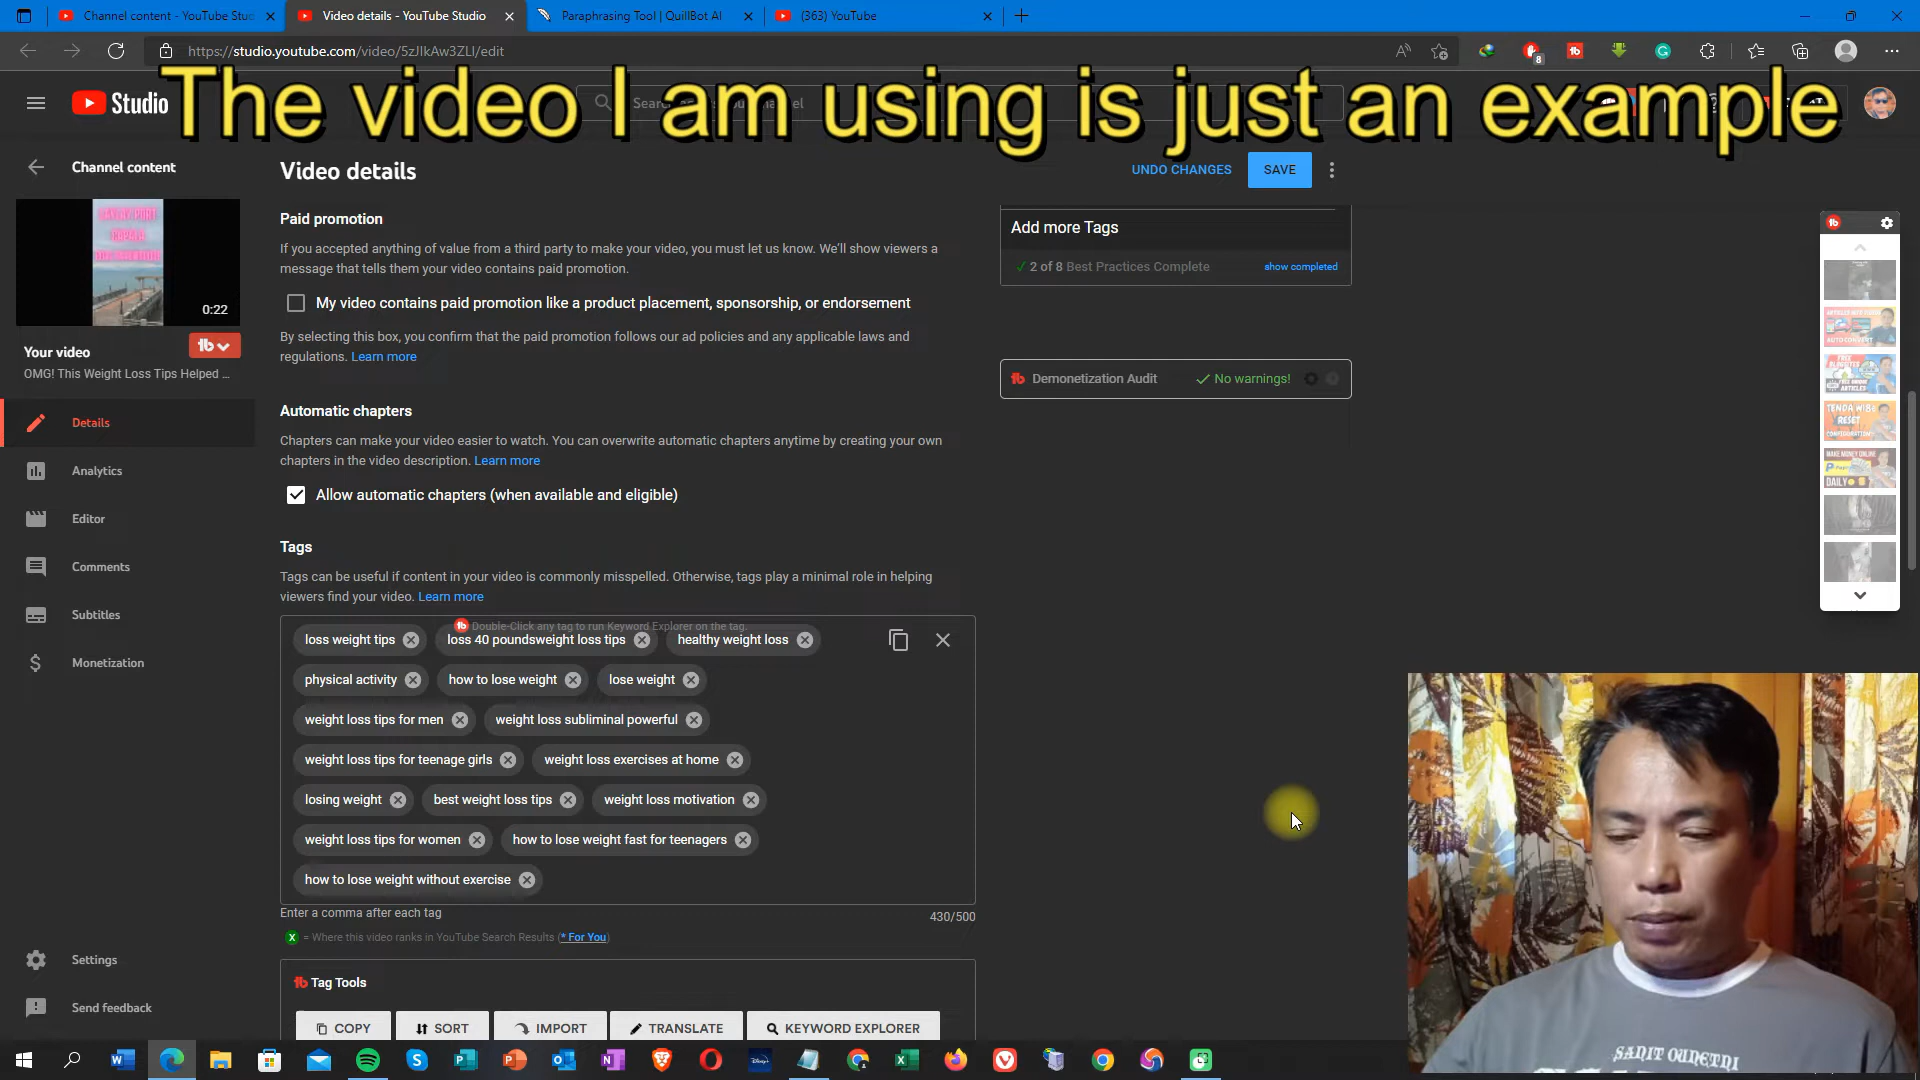 Channel content - YouTube Stu
Video details - YouTube Studio
Paraphrasing Tool | QuillBot AI
(363) YouTube
https://studio.youtube.com/video/5zJIkAw3ZLI/edit
8
The video I am using is just an example
Studio
Channel content
Video details
UNDO CHANGES
SAVE
0:22
Your video
OMG! This Weight Loss Tips Helped ...
Details
Analytics
Editor
Comments
Subtitles
Monetization
Settings
Send feedback
Paid promotion
If you accepted anything of value from a third party to make your video, you must let us know. We'll show viewers a
message that tells them your video contains paid promotion.
My video contains paid promotion like a product placement, sponsorship, or endorsement
By selecting this box, you confirm that the paid promotion follows our ad policies and any applicable laws and
regulations. Learn more
Automatic chapters
Chapters can make your video easier to watch. You can overwrite automatic chapters anytime by creating your own
chapters in the video description. Learn more
Allow automatic chapters (when available and eligible)
Tags
Tags can be useful if content in your video is commonly misspelled. Otherwise, tags play a minimal role in helping
viewers find your video. Learn more
Double-Click any tag to run Keyword Explorer on the tag.
loss weight tips
loss 40 poundsweight loss tips
healthy weight loss
physical activity
how to lose weight
lose weight
weight loss tips for men
weight loss subliminal powerful
weight loss tips for teenage girls
weight loss exercises at home
losing weight
best weight loss tips
weight loss motivation
weight loss tips for women
how to lose weight fast for teenagers
how to lose weight without exercise
Enter a comma after each tag
430/500
X = Where this video ranks in YouTube Search Results (* For You)
Tag Tools
COPY
SORT
IMPORT
TRANSLATE
KEYWORD EXPLORER
Add more Tags
2 of 8 Best Practices Complete
show completed
Demonetization Audit
No warnings!
TENDA
RESET
MAKE MONEY ONLINE
DAILY